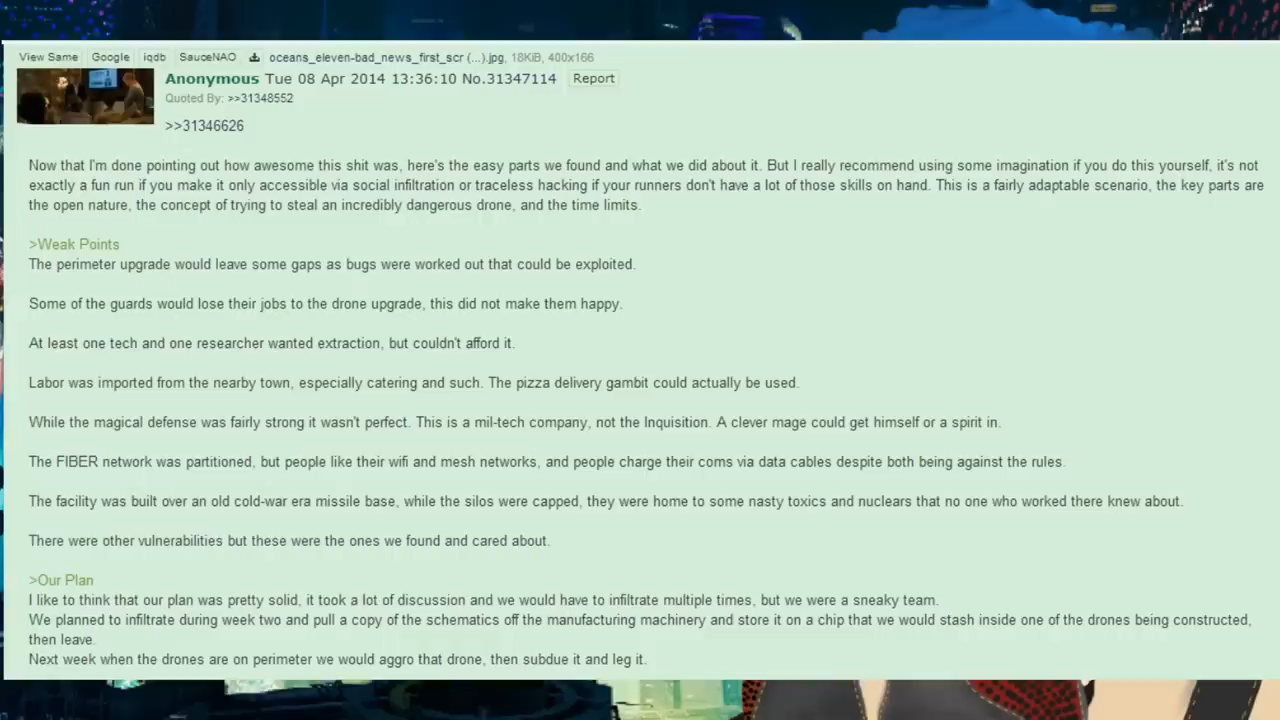 View Same Google iqdb SauceNAO oceans_eleven-bad_news_first_scr (...).jpg, 18KiB, 400x166
Anonymous Tue 08 Apr 2014 13:36:10 No.31347114 Report
Quoted By: >>31348552
>>31346626
Now that I'm done pointing out how awesome this shit was, here's the easy parts we found and what we did about it. But I really recommend using some imagination if you do this yourself, it's not
exactly a fun run if you make it only accessible via social infiltration or traceless hacking if your runners don't have a lot of those skills on hand. This is a fairly adaptable scenario, the key parts are
the open nature, the concept of trying to steal an incredibly dangerous drone, and the time limits.
>Weak Points
The perimeter upgrade would leave some gaps as bugs were worked out that could be exploited.
Some of the guards would lose their jobs to the drone upgrade, this did not make them happy.
At least one tech and one researcher wanted extraction, but couldn't afford it.
Labor was imported from the nearby town, especially catering and such. The pizza delivery gambit could actually be used.
While the magical defense was fairly strong it wasn't perfect. This is a mil-tech company, not the Inquisition. A clever mage could get himself or a spirit in.
The FIBER network was partitioned, but people like their wifi and mesh networks, and people charge their coms via data cables despite both being against the rules.
The facility was built over an old cold-war era missile base, while the silos were capped, they were home to some nasty toxics and nuclears that no one who worked there knew about.
There were other vulnerabilities but these were the ones we found and cared about.
>Our Plan
I like to think that our plan was pretty solid, it took a lot of discussion and we would have to infiltrate multiple times, but we were a sneaky team.
We planned to infiltrate during week two and pull a copy of the schematics off the manufacturing machinery and store it on a chip that we would stash inside one of the drones being constructed,
then leave.
Next week when the drones are on perimeter we would aggro that drone, then subdue it and leg it.